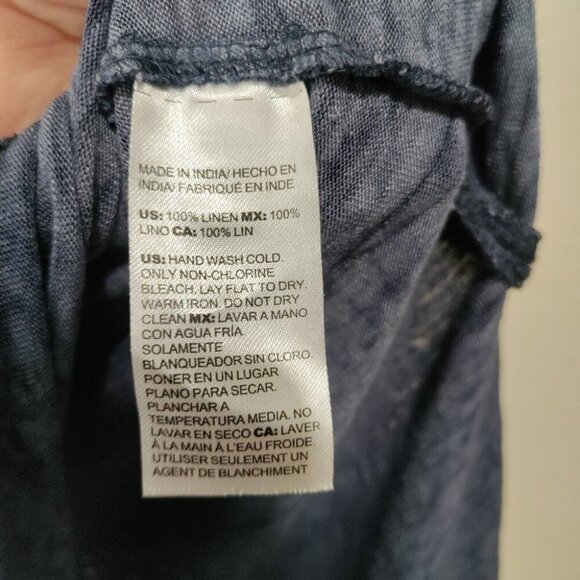 MADE IN INDIA/ HECHO EN
INDIA/ FABRIQUÉ EN INDE
US: 100% LINEN MX: 100%
LINO CA: 100% LIN
US: HAND WASH COLD.
ONLY NON-CHLORINE
BLEACH. LAY FLAT TO DRY.
WARM IRON. DO NOT DRY
CLEAN MX: LAVAR A MANO
CON AGUA FRÍA.
SOLAMENTE
BLANQUEADOR SIN CLORO.
PONER EN UN LUGAR
PLANO PARA SECAR.
PLANCHAR A
TEMPERATURA MEDIA. NO
LAVAR EN SECO CA: LAVER
À LA MAIN À L'EAU FROIDE.
UTILISER SEULEMENT UN
AGENT DE BLANCHIMENT